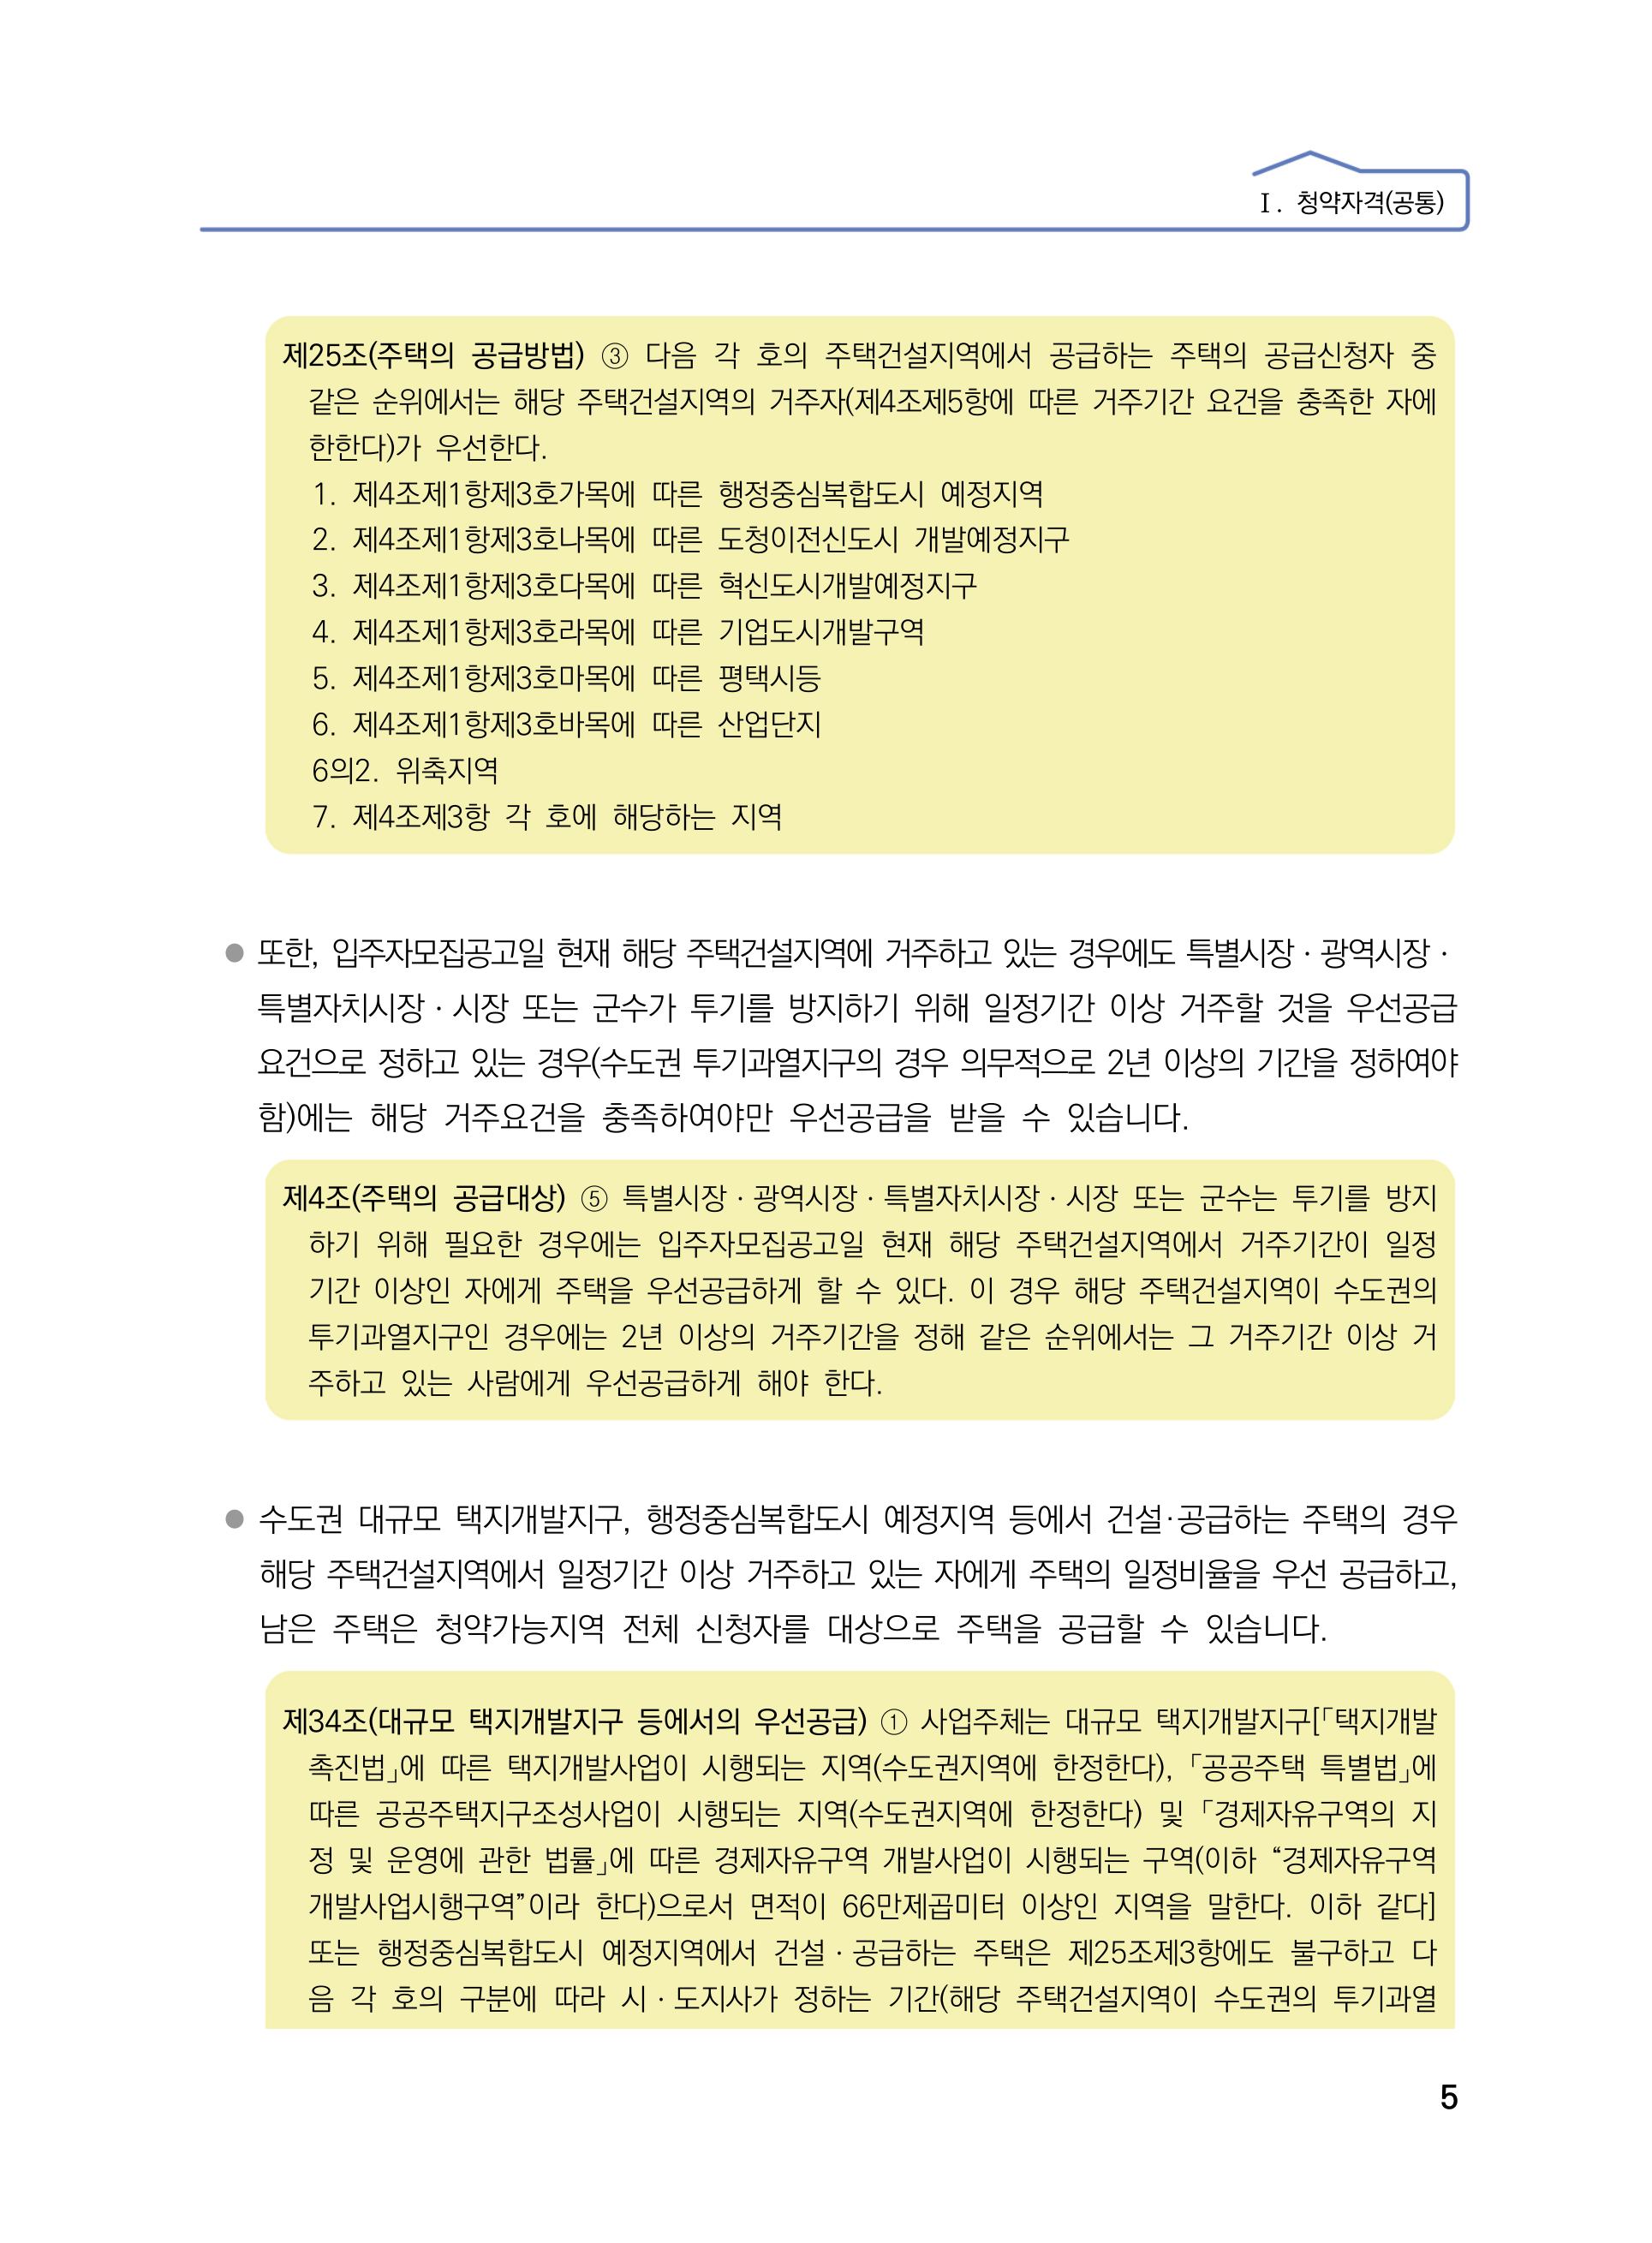 Ⅰ. 청약자격(공통)
제25조(주택의 공급방법) ③ 다음 각 호의 주택건설지역에서 공급하는 주택의 공급신청자 중
같은 순위에서는 해당 주택건설지역의 거주자(제4조제5항에 따른 거주기간 요건을 충족한 자에
한한다)가 우선한다.
1. 제4조제1항제3호가목에 따른 행정중심복합도시 예정지역
2. 제4조제1항제3호나목에 따른 도청이전신도시 개발예정지구
3. 제4조제1항제3호다목에 따른 혁신도시개발예정지구
4. 제4조제1항제3호라목에 따른 기업도시개발구역
5. 제4조제1항제3호마목에 따른 평택시등
6. 제4조제1항제3호바목에 따른 산업단지
6의2. 위축지역
7. 제4조제3항 각 호에 해당하는 지역
● 또한, 입주자모집공고일 현재 해당 주택건설지역에 거주하고 있는 경우에도 특별시장·광역시장·
특별자치시장·시장 또는 군수가 투기를 방지하기 위해 일정기간 이상 거주할 것을 우선공급
요건으로 정하고 있는 경우(수도권 투기과열지구의 경우 의무적으로 2년 이상의 기간을 정하여야
함)에는 해당 거주요건을 충족하여야만 우선공급을 받을 수 있습니다.
제4조(주택의 공급대상) ⑤ 특별시장·광역시장·특별자치시장·시장 또는 군수는 투기를 방지
하기 위해 필요한 경우에는 입주자모집공고일 현재 해당 주택건설지역에서 거주기간이 일정
기간 이상인 자에게 주택을 우선공급하게 할 수 있다. 이 경우 해당 주택건설지역이 수도권의
투기과열지구인 경우에는 2년 이상의 거주기간을 정해 같은 순위에서는 그 거주기간 이상 거
주하고 있는 사람에게 우선공급하게 해야 한다.
● 수도권 대규모 택지개발지구, 행정중심복합도시 예정지역 등에서 건설·공급하는 주택의 경우
해당 주택건설지역에서 일정기간 이상 거주하고 있는 자에게 주택의 일정비율을 우선 공급하고,
남은 주택은 청약가능지역 전체 신청자를 대상으로 주택을 공급할 수 있습니다.
제34조(대규모 택지개발지구 등에서의 우선공급) ① 사업주체는 대규모 택지개발지구[「택지개발
촉진법」에 따른 택지개발사업이 시행되는 지역(수도권지역에 한정한다), 「공공주택 특별법」에
따른 공공주택지구조성사업이 시행되는 지역(수도권지역에 한정한다) 및 「경제자유구역의 지
정 및 운영에 관한 법률」에 따른 경제자유구역 개발사업이 시행되는 구역(이하 “경제자유구역
개발사업시행구역”이라 한다)으로서 면적이 66만제곱미터 이상인 지역을 말한다. 이하 같다]
또는 행정중심복합도시 예정지역에서 건설·공급하는 주택은 제25조제3항에도 불구하고 다
음 각 호의 구분에 따라 시·도지사가 정하는 기간(해당 주택건설지역이 수도권의 투기과열
5